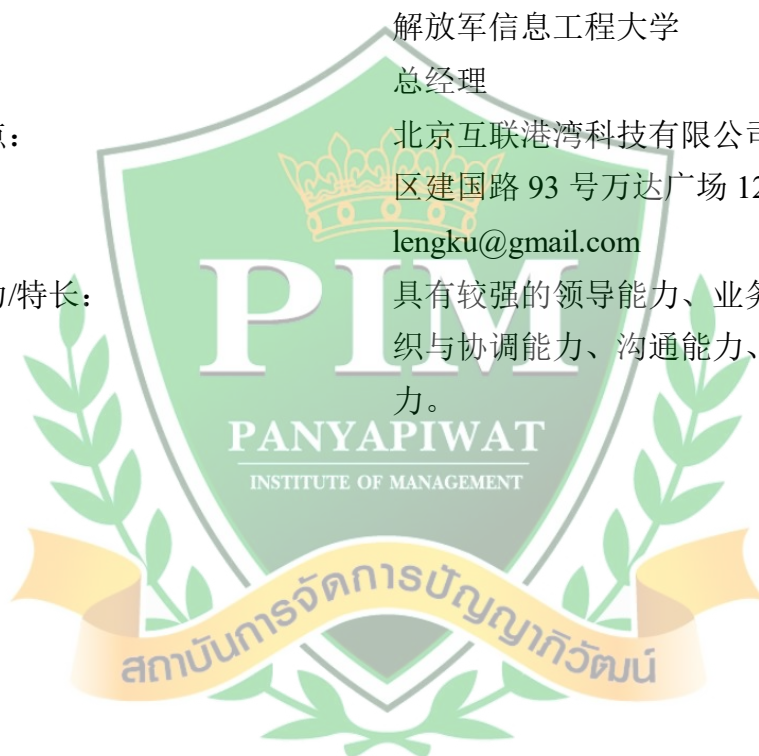 解放军信息工程大学
总经理
点： 北京互联港湾科技有限公司
区建国路 93 号万达广场 12
lengku@gmail.com
/特长： 具有较强的领导能力、业务
织与协调能力、沟通能力、
力。
PIM
PANYAPIWAT
INSTITUTE OF MANAGEMENT
สถาบันการจัดการปัญญาภิวัฒน์